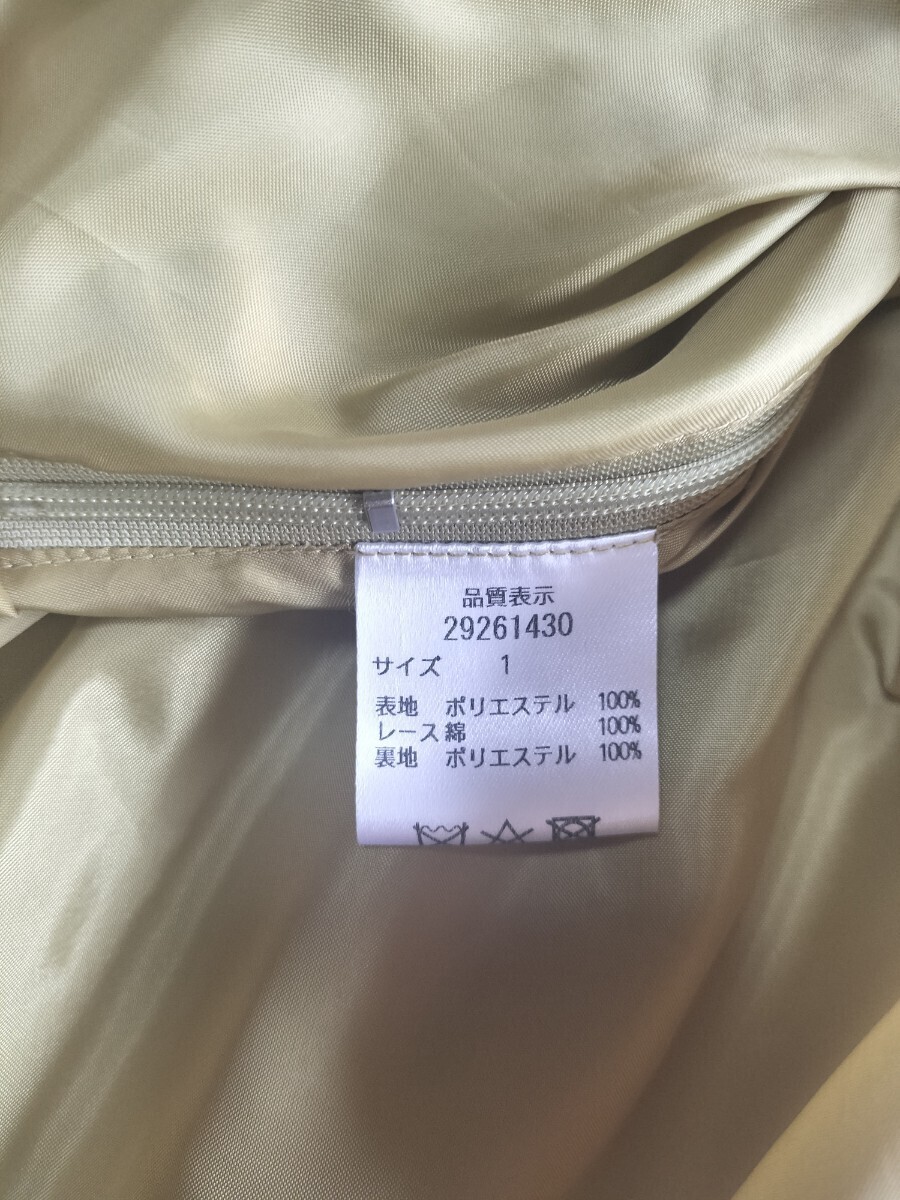 品質表示
29261430
サイズ 1
表地 ポリエステル 100%
レース綿 100%
裏地 ポリエステル 100%